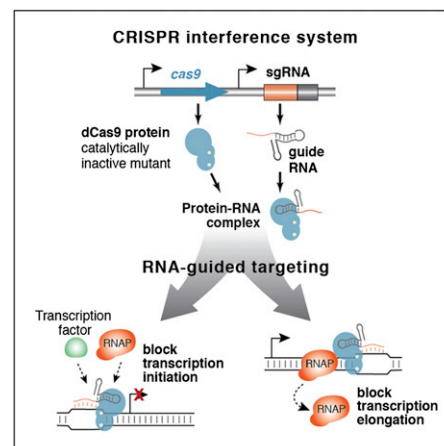 CRISPR interference system
cas9
sgRNA
dCas9 protein
catalytically
inactive mutant
guide
RNA
Protein-RNA
complex
RNA-guided targeting
Transcription
factor
RNAP
block
transcription
initiation
RNAP
RNAP
block
transcription
elongation